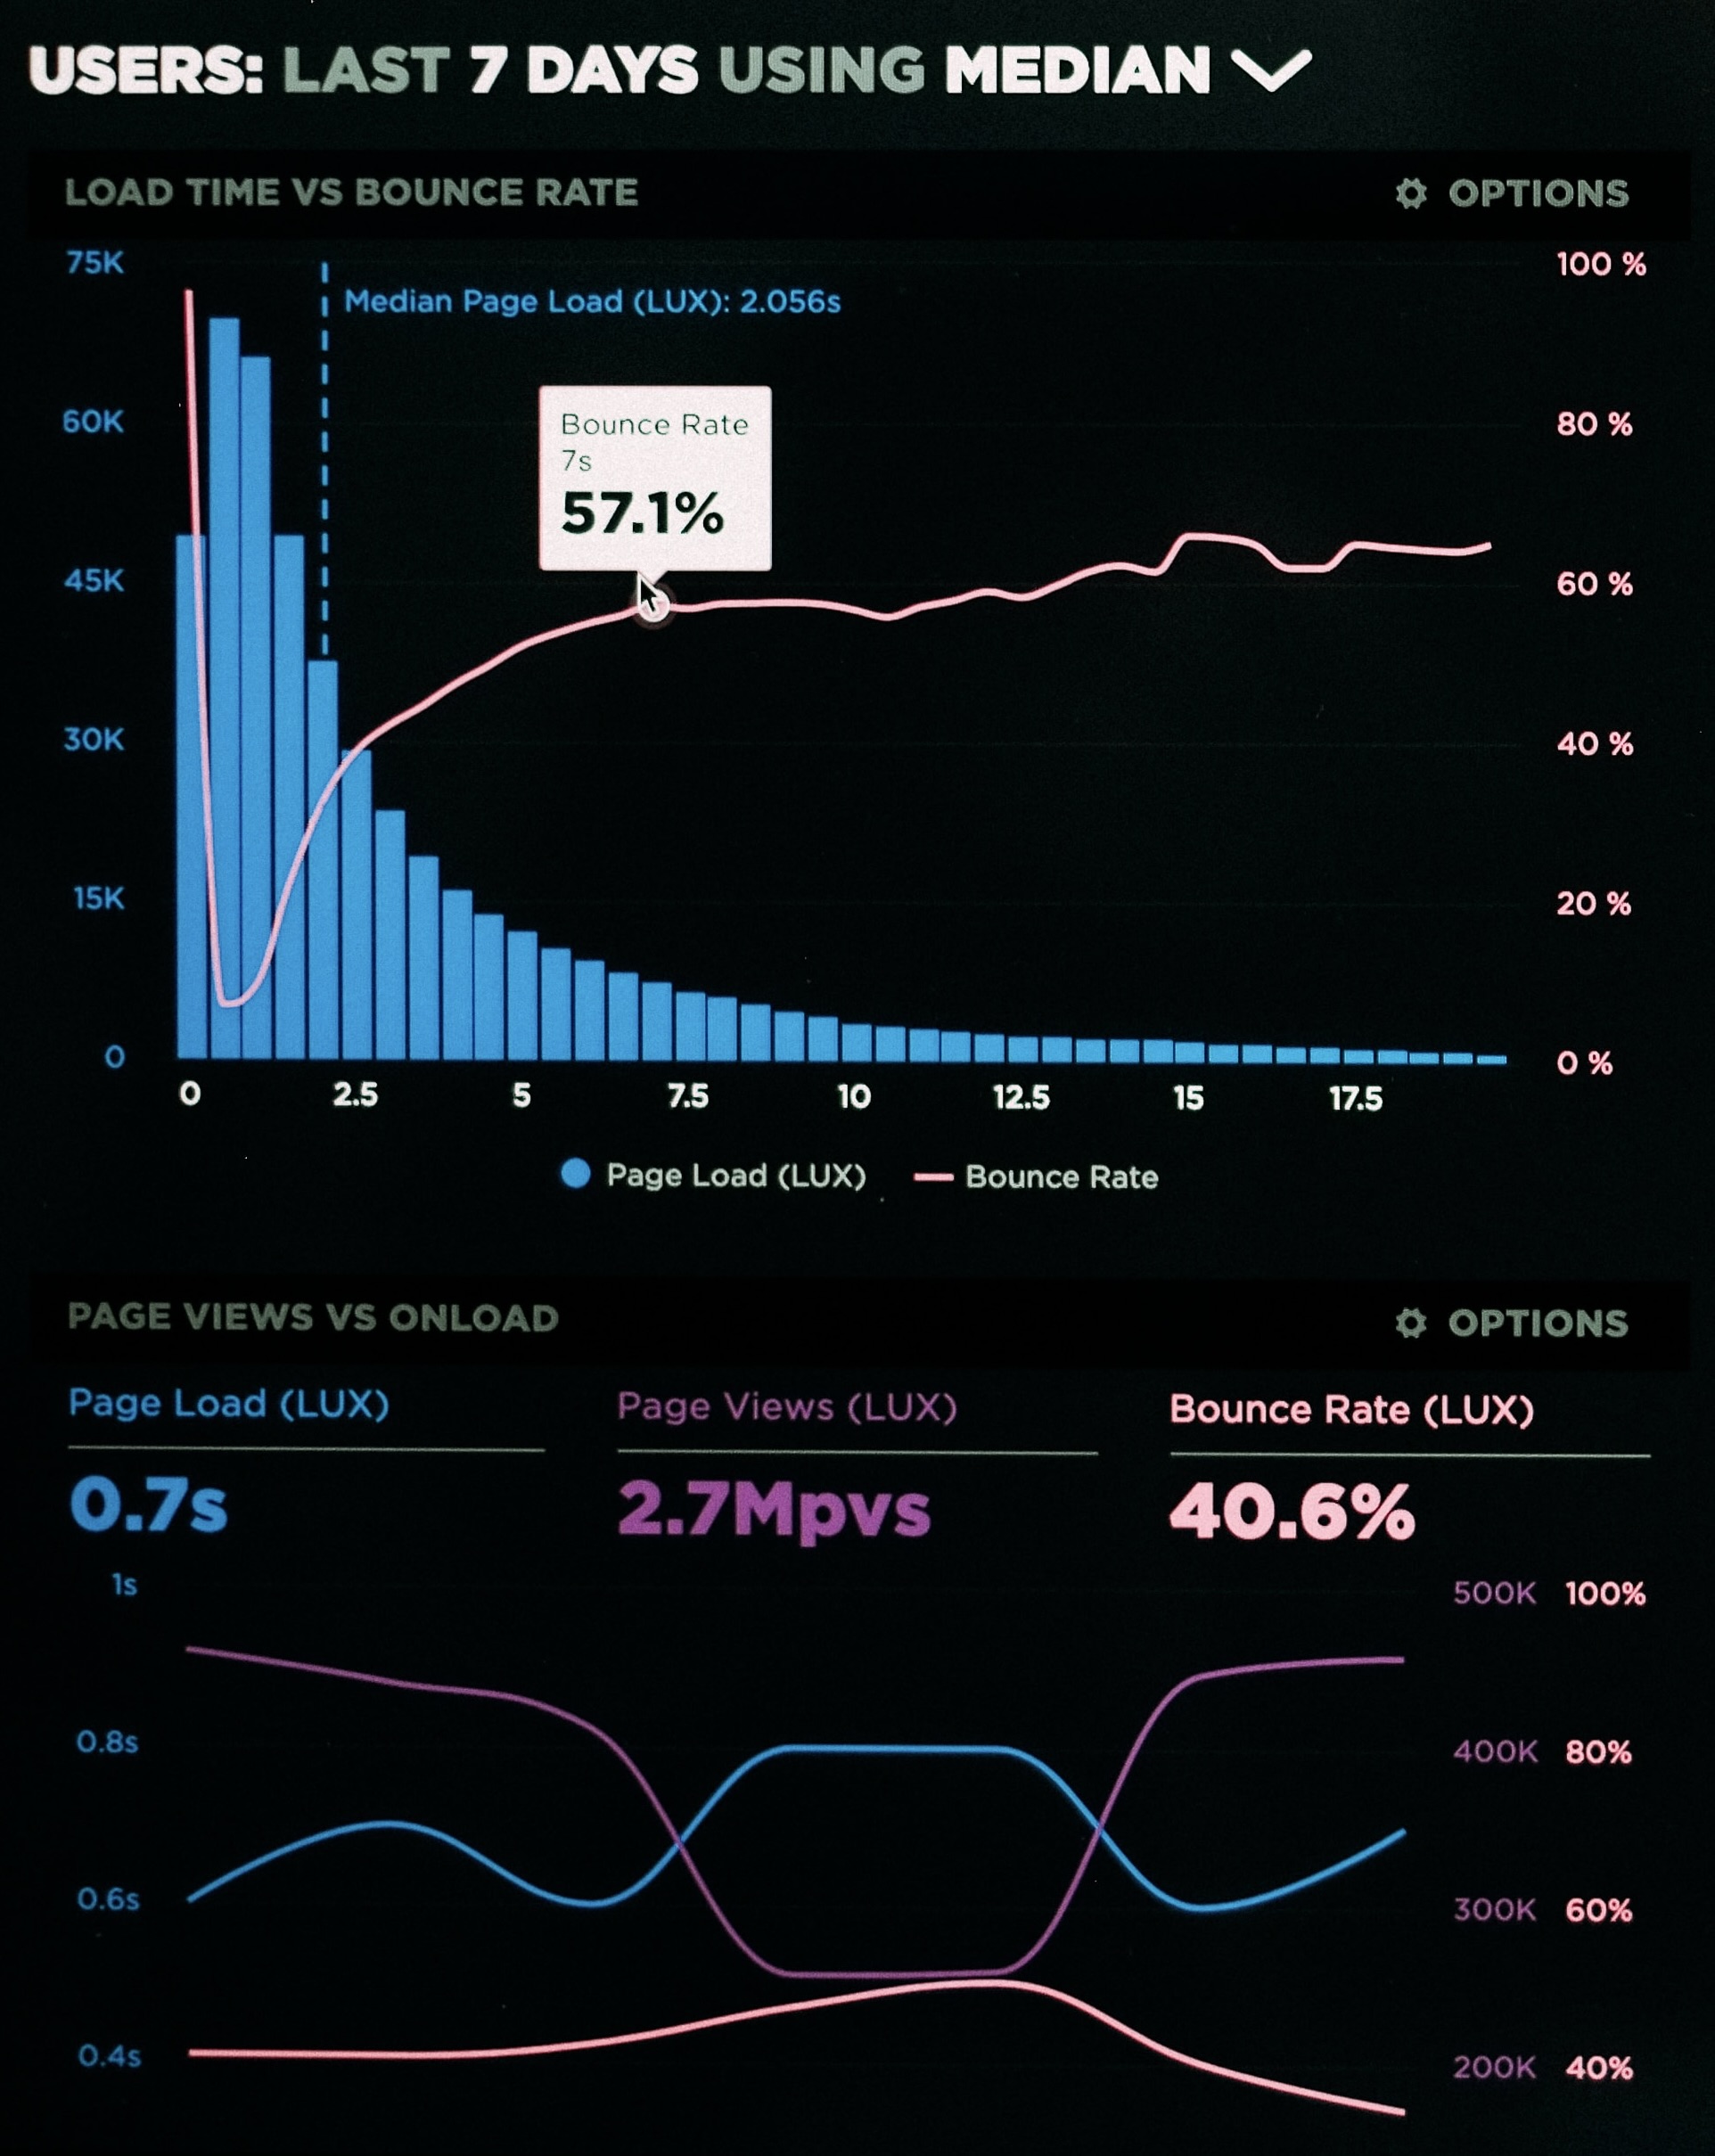 USERS: LAST 7 DAYS USING MEDIAN
LOAD TIME VS BOUNCE RATE
OPTIONS
75K
100 %
Median Page Load (LUX): 2.056s
60K
80 %
Bounce Rate
7s
57.1%
45K
60 %
30K
40 %
15K
20 %
0
0 %
0 2.5 5 7.5 10 12.5 15 17.5
Page Load (LUX) Bounce Rate
PAGE VIEWS VS ONLOAD
OPTIONS
Page Load (LUX)
0.7s
Page Views (LUX)
2.7Mpvs
Bounce Rate (LUX)
40.6%
1s
500K 100%
0.8s
400K 80%
0.6s
300K 60%
0.4s
200K 40%